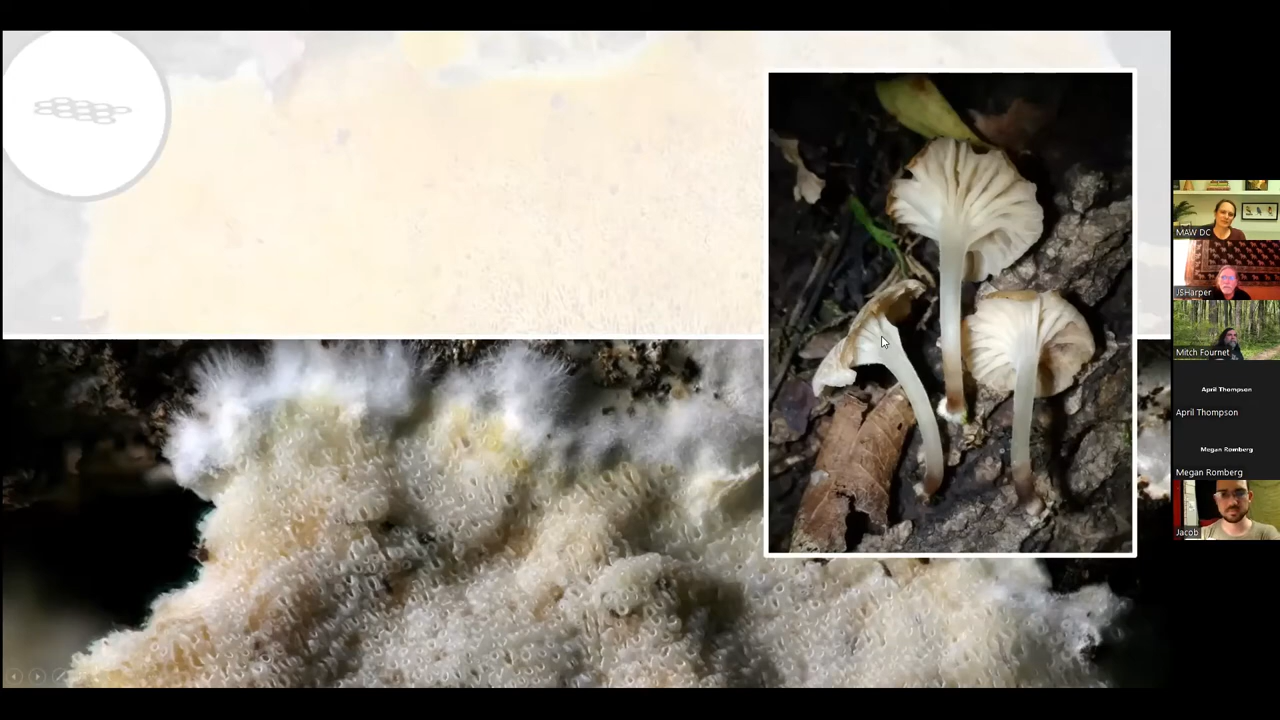 MAW DC
JSHarper
Mitch Fournet
April Thompson
April Thompson
Megan Romberg
Megan Romberg
Jacob